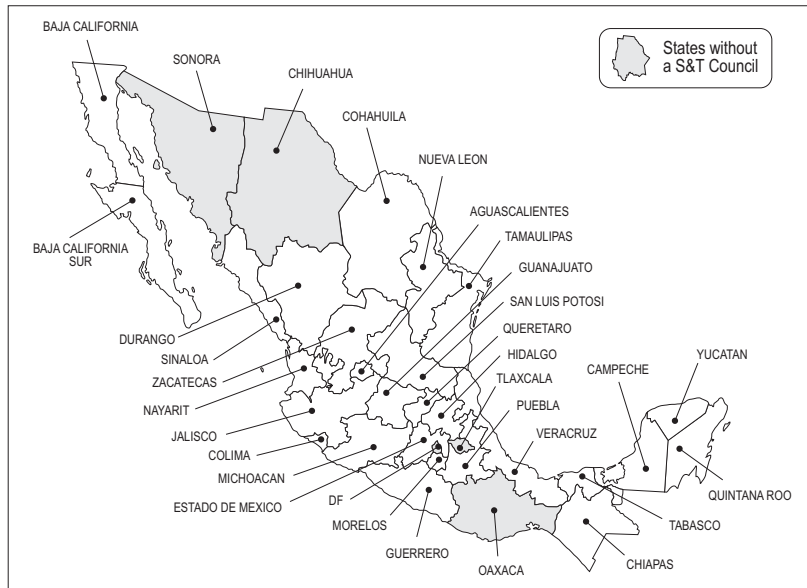 BAJA CALIFORNIA
SONORA
CHIHUAHUA
COHAHUILA
NUEVA LEON
AGUASCALIENTES
TAMAULIPAS
GUANAJUATO
SAN LUIS POTOSI
QUERETARO
HIDALGO
TLAXCALA
PUEBLA
VERACRUZ
CAMPECHE
YUCATAN
States without
a S&T Council
BAJA CALIFORNIA
SUR
DURANGO
SINALOA
ZACATECAS
NAYARIT
JALISCO
COLIMA
MICHOACAN
ESTADO DE MEXICO
DF
MORELOS
GUERRERO
OAXACA
CHIAPAS
TABASCO
QUINTANA ROO